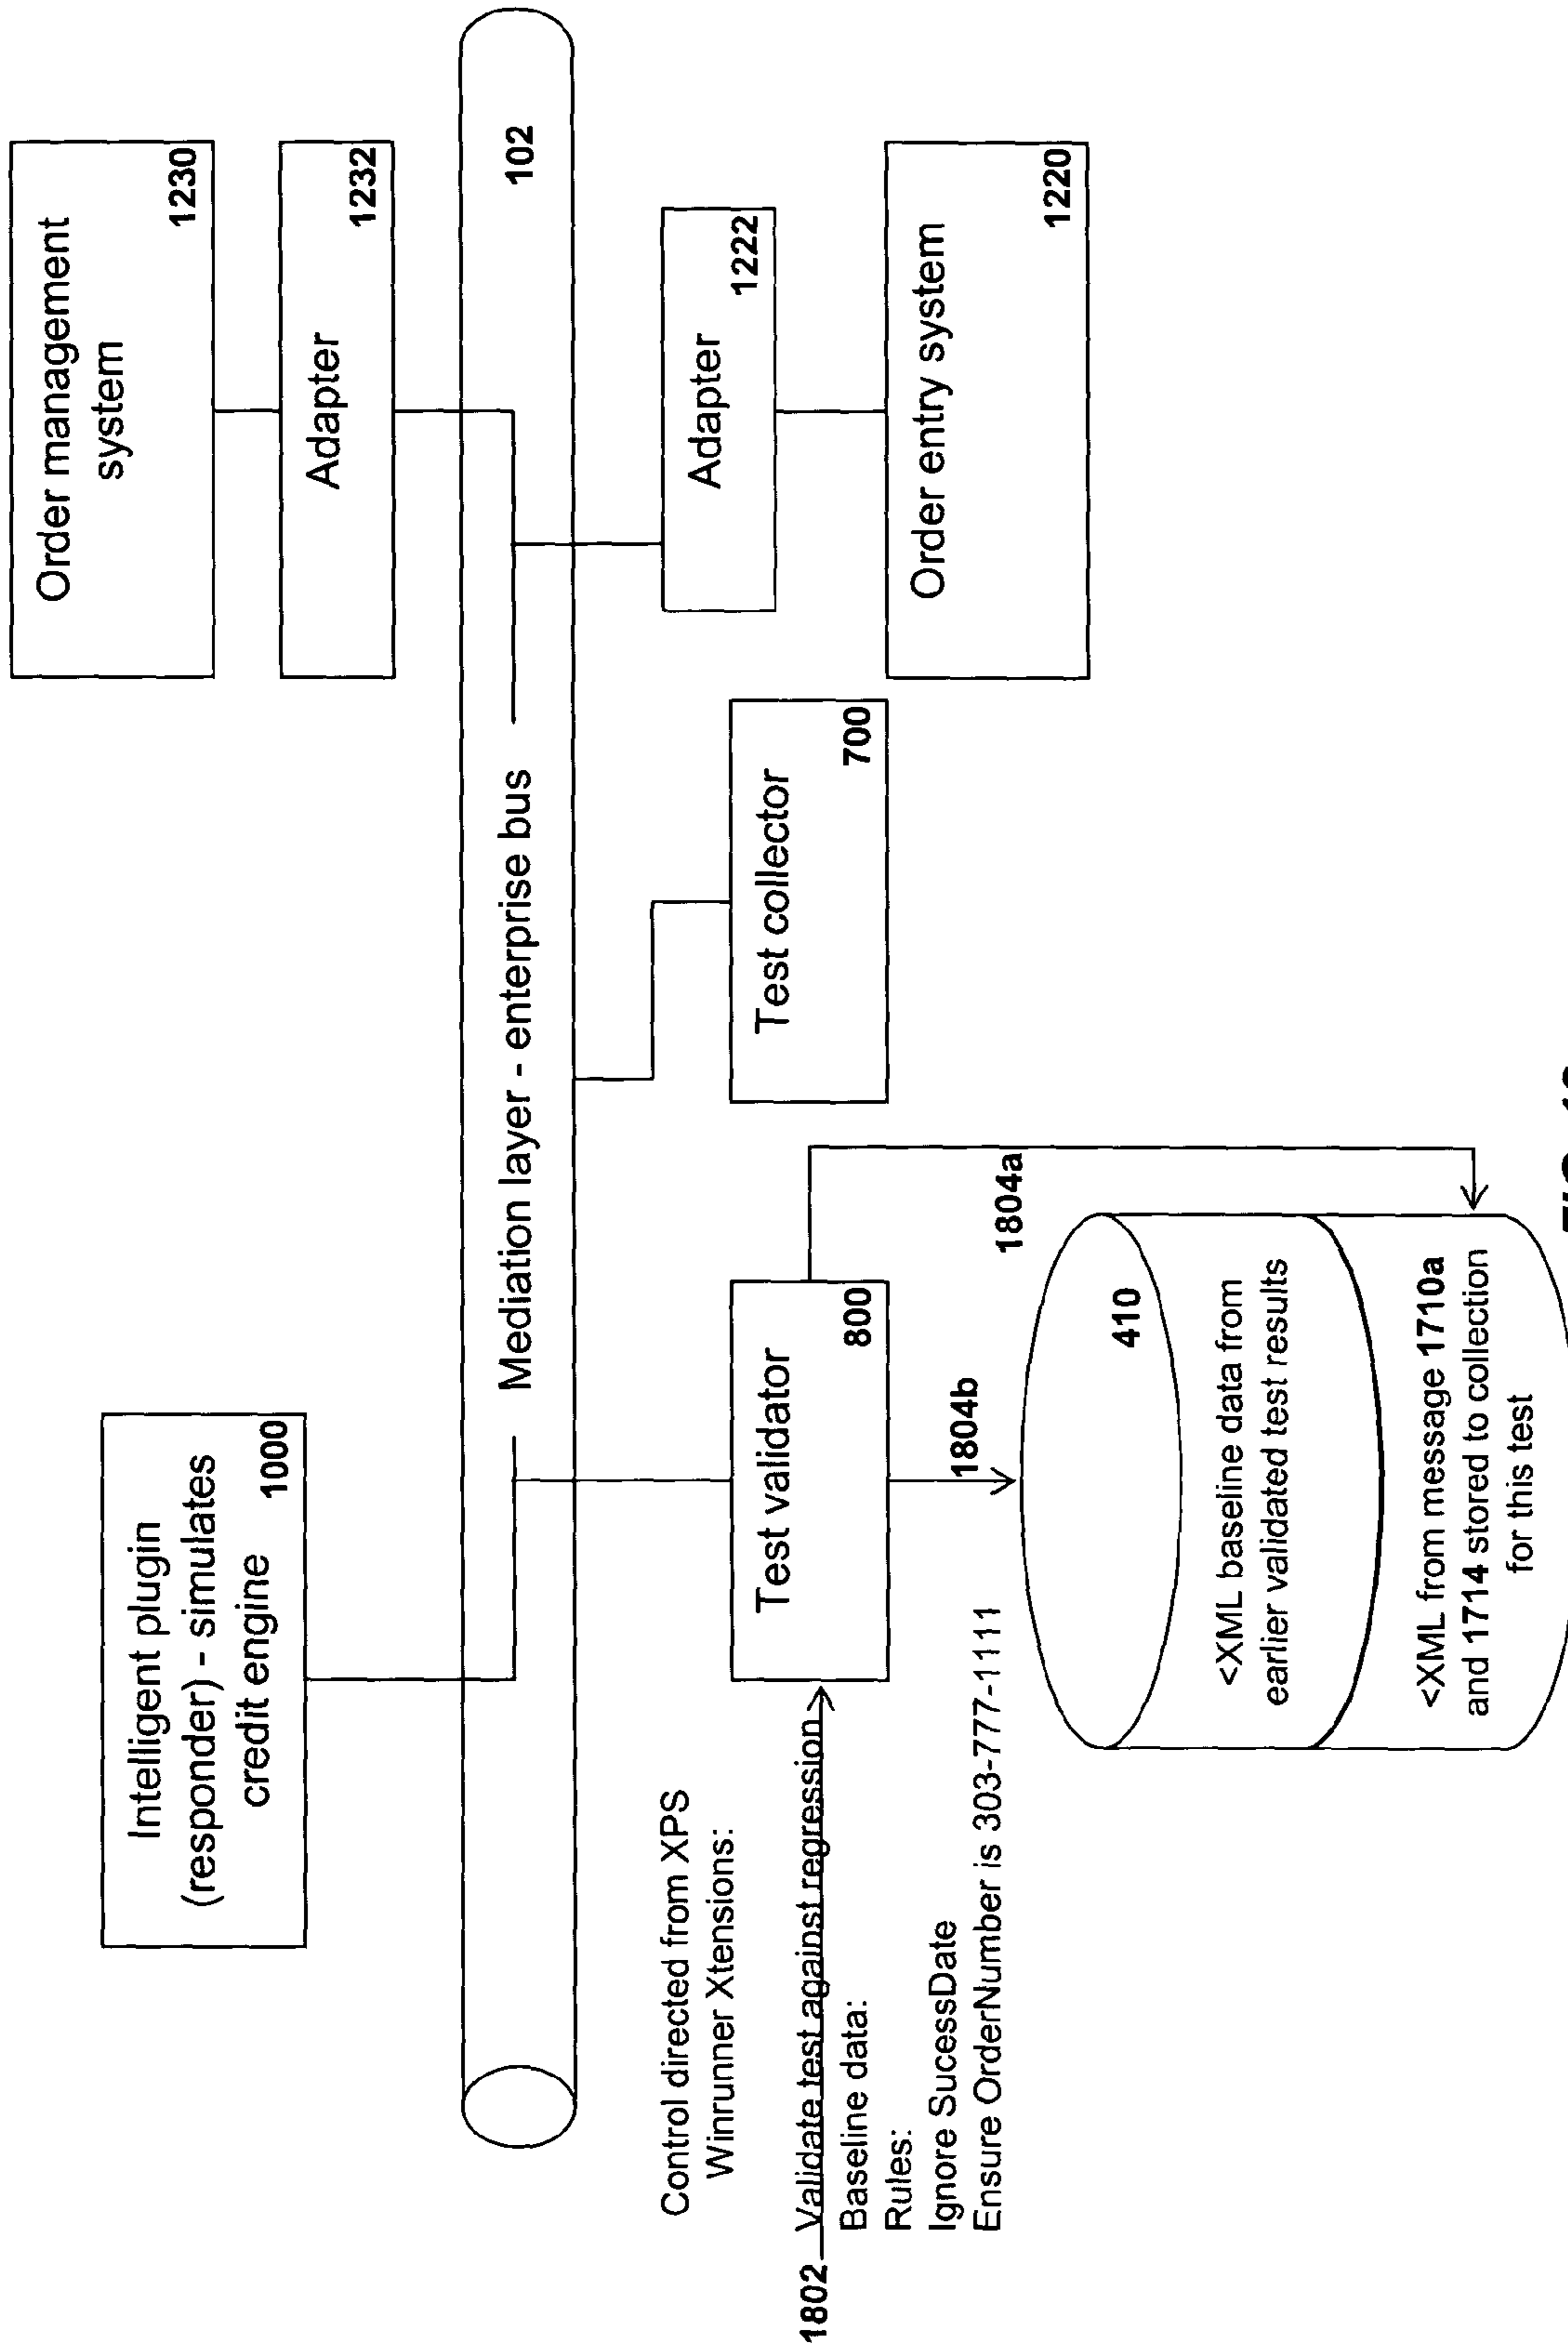 Intelligent plugin
(responder) - simulates
credit engine
1000
Order management
system
1230
Adapter
1232
Mediation layer - enterprise bus
102
Control directed from XPS
Winrunner Xtensions:
1802
Validate test against regression
Baseline data:
Rules:
Ignore SucessDate
Ensure OrderNumber is 303-777-1111
Test validator
800
Test collector
700
Adapter
1222
Order entry system
1220
1804b
1804a
410
<XML baseline data from
earlier validated test results
<XML from message 1710a
and 1714 stored to collection
for this test